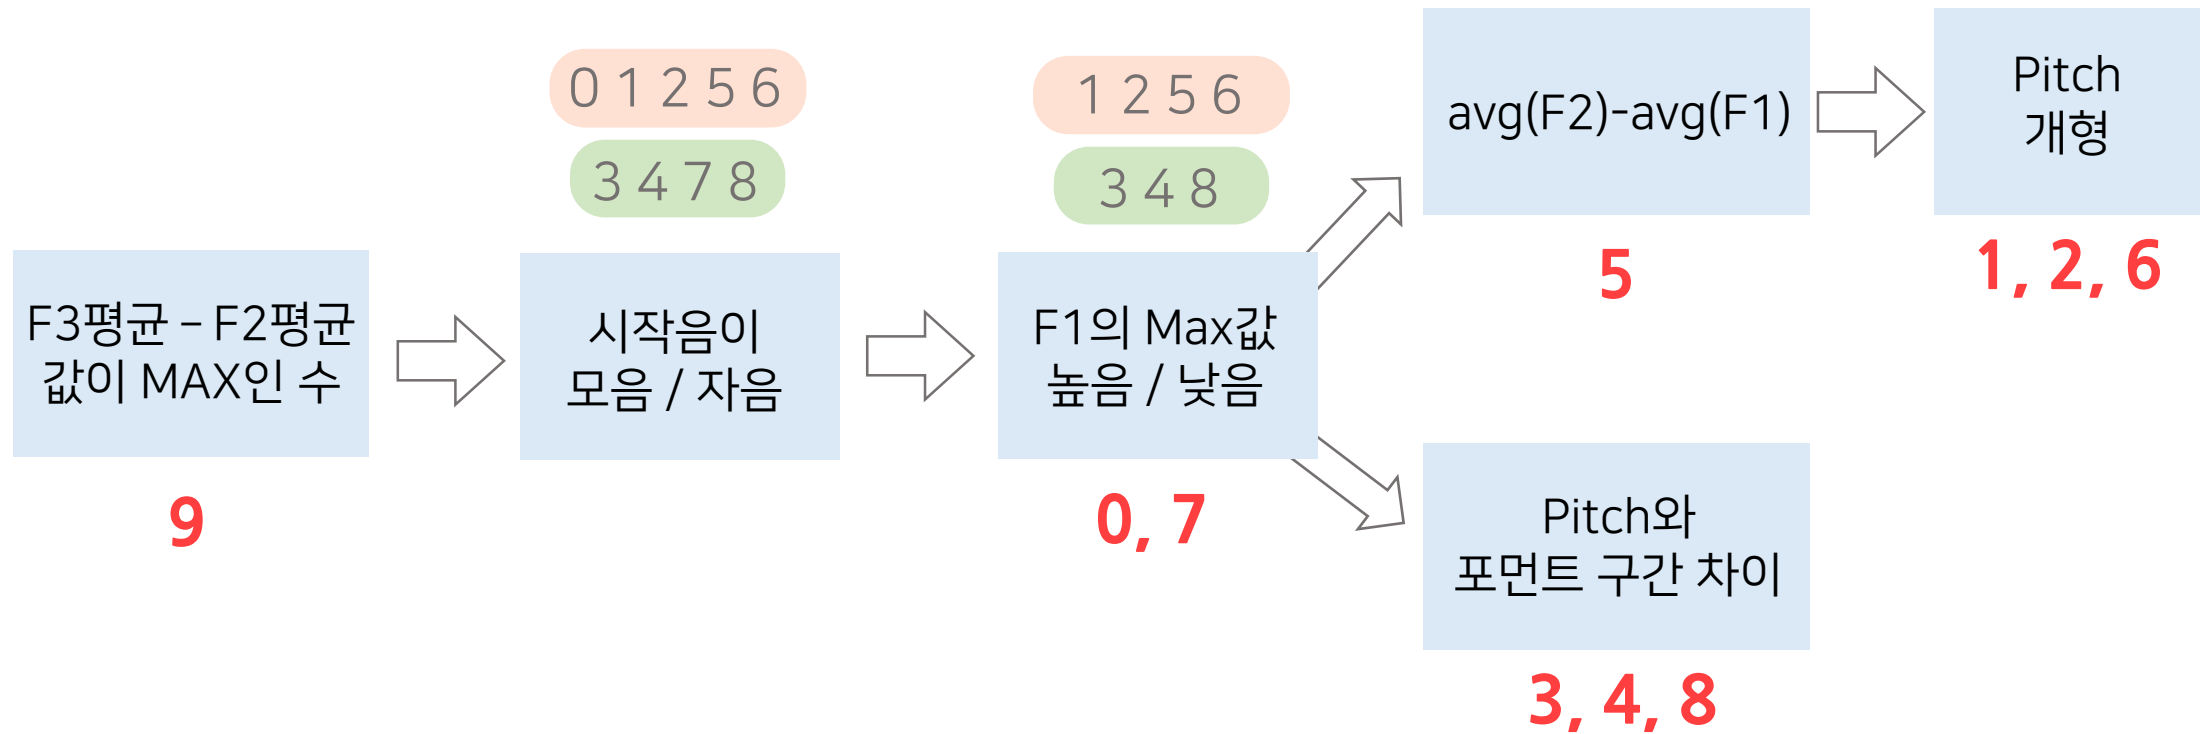 F3평균 – F2평균
값이 MAX인 수
9
0 1 2 5 6
3 4 7 8
시작음이
모음 / 자음
1 2 5 6
3 4 8
F1의 Max값
높음 / 낮음
0, 7
avg(F2)-avg(F1)
5
Pitch
개형
1, 2, 6
Pitch와
포먼트 구간 차이
3, 4, 8